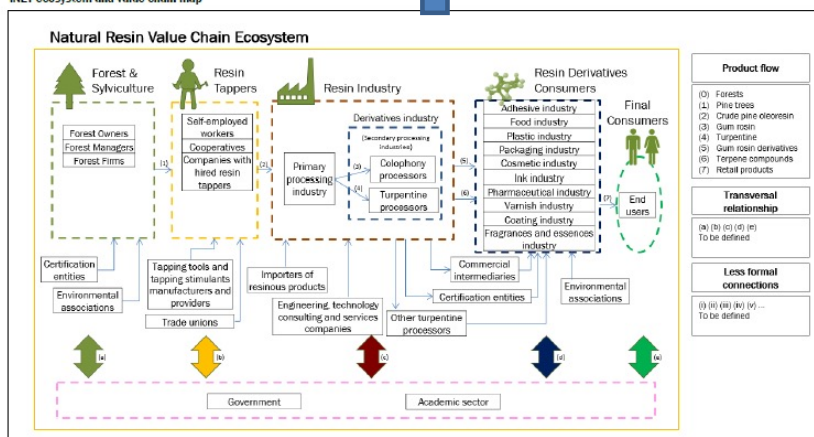 Natural Resin Value Chain Ecosystem
Forest &
Sylviculture
Resin
Tappers
Resin Industry
Resin Derivatives
Consumers
Final
Consumers
Forest Owners
Forest Managers
Forest Firms
(1)
Self-employed
workers
Cooperatives
Companies with
hired resin
tappers
(2)
Primary
processing
industry
Derivatives industry
(Secondary processing
industries)
(3)
Colophony
processors
(4)
Turpentine
processors
(5)
(6)
Adhesive industry
Food industry
Plastic industry
Packaging industry
Cosmetic industry
Ink industry
Pharmaceutical industry
Varnish industry
Coating industry
Fragrances and essences
industry
(7)
End
users
Certification
entities
Environmental
associations
Tapping tools and
tapping stimulants
manufacturers and
providers
Trade unions
Importers of
resinous products
Engineering, technology
consulting and services
companies
Commercial
intermediaries
Certification entities
Other turpentine
processors
Environmental
associations
(a)
(b)
(c)
(d)
(e)
Government
Academic sector
Product flow
(0) Forests
(1) Pine trees
(2) Crude pine oleoresin
(3) Gum rosin
(4) Turpentine
(5) Gum rosin derivatives
(6) Terpene compounds
(7) Retail products
Transversal
relationship
(a) (b) (c) (d) (e)
To be defined
Less formal
connections
(i) (ii) (iii) (iv) (v) ...
To be defined